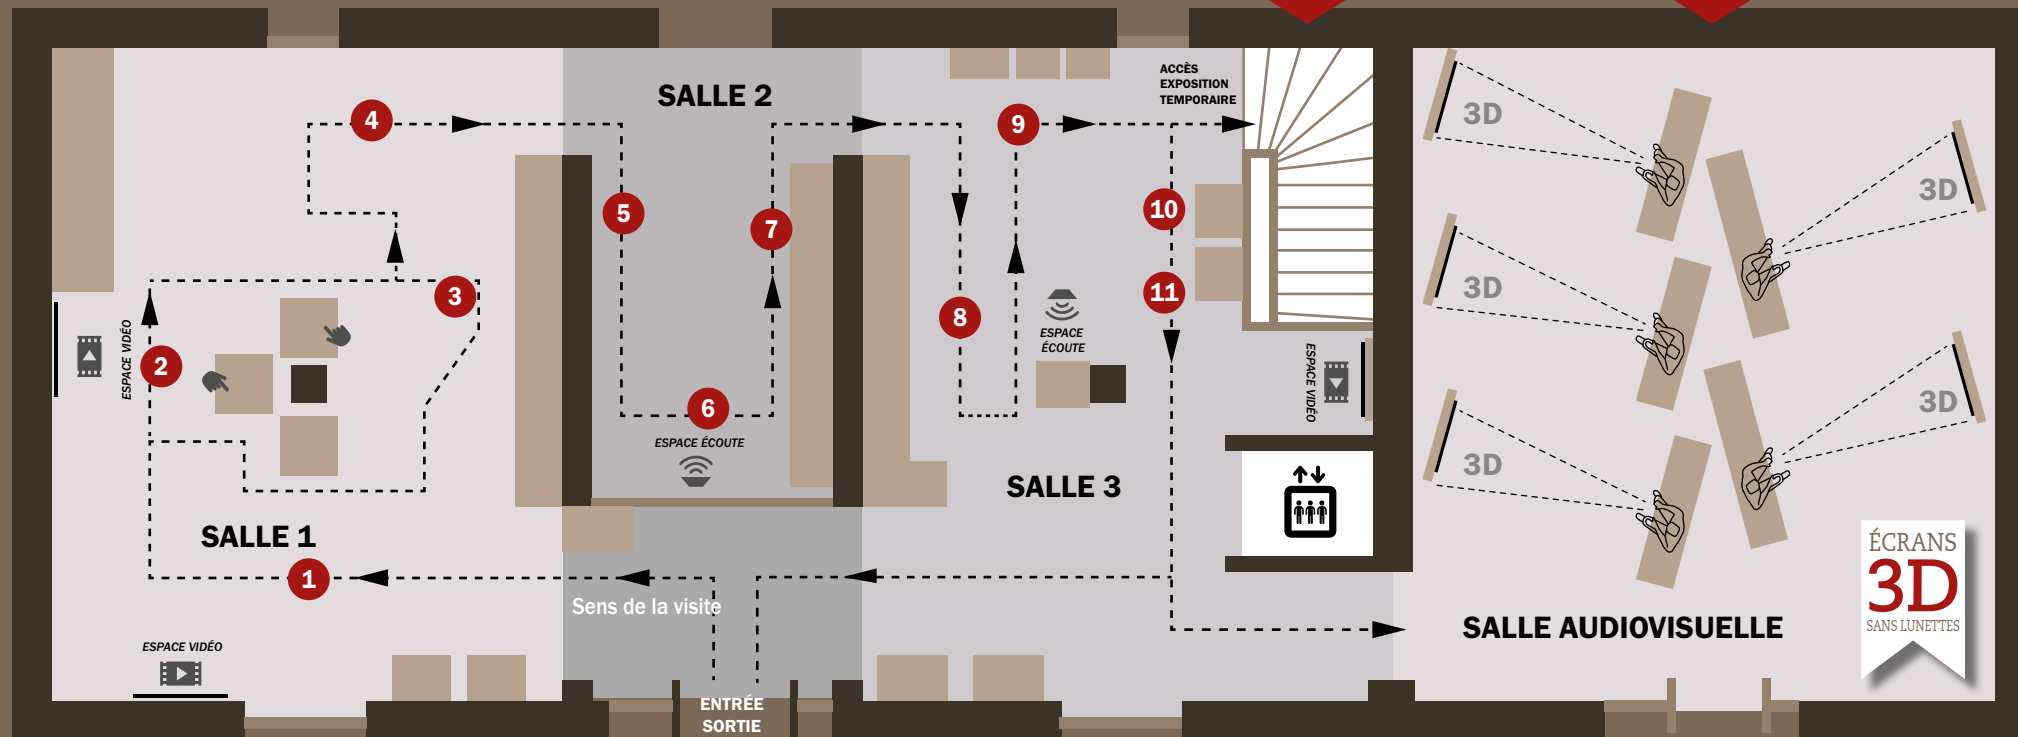 SALLE 2
ACCÈS
EXPOSITION
TEMPORAIRE
3D
4
9
3D
5
7
10
3D
3
11
8
ESPACE
ÉCOUTE
ESPACE VIDÉO
2
ESPACE VIDÉO
6
3D
ESPACE ÉCOUTE
3D
SALLE 3
SALLE 1
1
Sens de la visite
ÉCRANS
3D
SANS LUNETTES
SALLE AUDIOVISUELLE
ESPACE VIDÉO
ENTRÉE
SORTIE